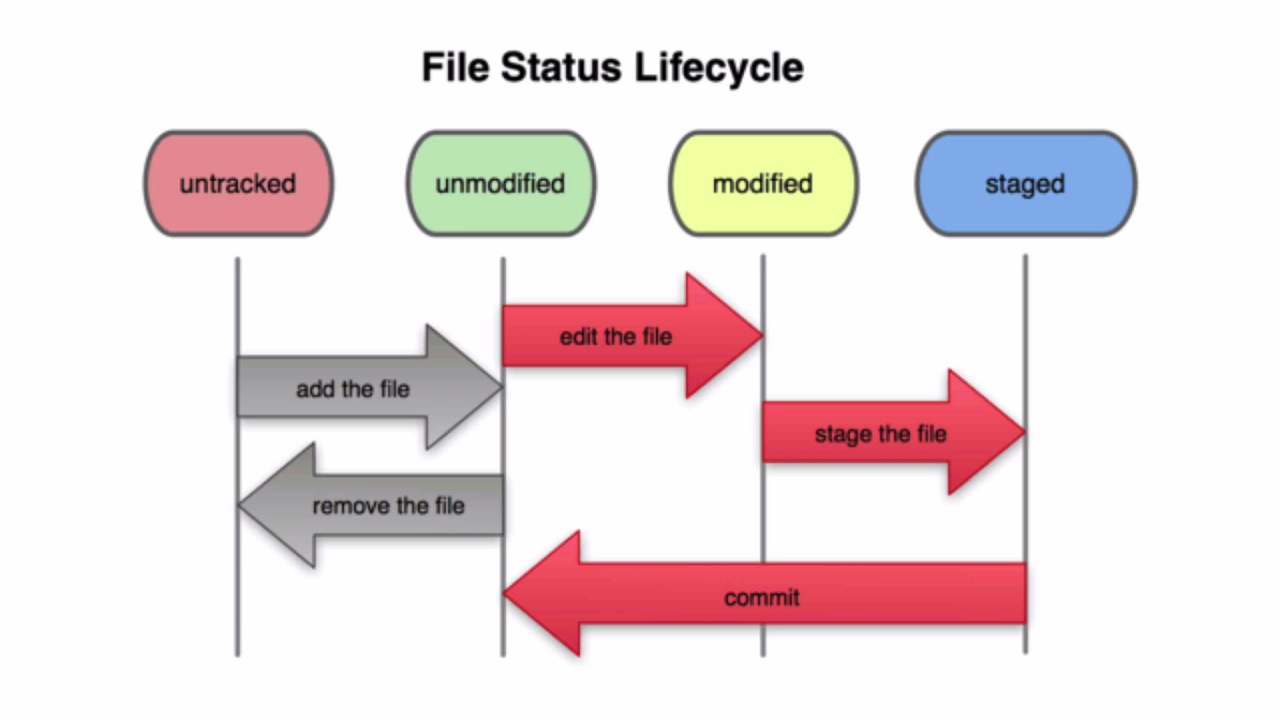 File Status Lifecycle
untracked
unmodified
modified
staged
edit the file
add the file
stage the file
remove the file
commit